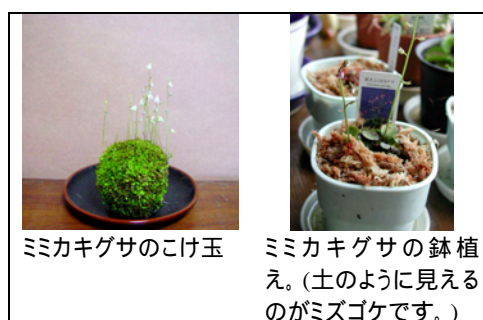 ミミカキグサのこけ玉
ミミカキグサの鉢植
え。(土のように見える
のがミズゴケです。)